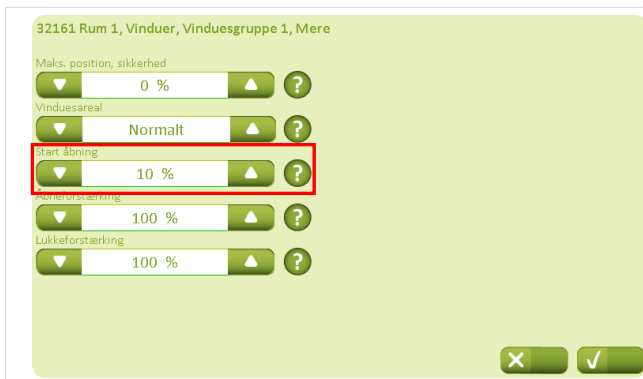 32161 Rum 1, Vinduer, Vinduesgruppe 1, Mere
Maks. position, sikkerhed
0 %
?
Vinduesareal
Normalt
?
Start åbning
10 %
?
Åbneforstærkning
100 %
?
Lukkeforstærkning
100 %
?